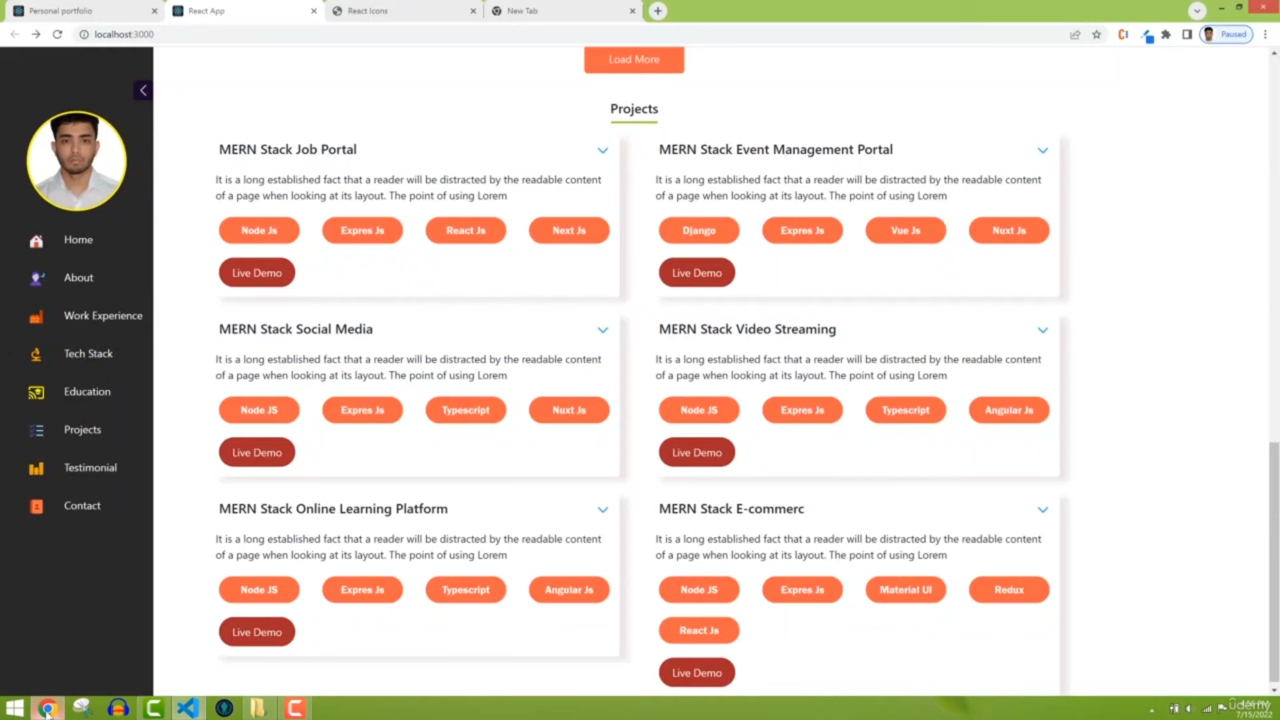 Personal portfolio
React App
React Icons
New Tab
localhost:3000
Paused
Load More
Projects
Home
About
Work Experience
Tech Stack
Education
Projects
Testimonial
Contact
MERN Stack Job Portal
It is a long established fact that a reader will be distracted by the readable content
of a page when looking at its layout. The point of using Lorem
Node Js Expres Js React Js Next Js
Live Demo
MERN Stack Event Management Portal
It is a long established fact that a reader will be distracted by the readable content
of a page when looking at its layout. The point of using Lorem
Django Expres Js Vue Js Nuxt Js
Live Demo
MERN Stack Social Media
It is a long established fact that a reader will be distracted by the readable content
of a page when looking at its layout. The point of using Lorem
Node JS Expres Js Typescript Nuxt Js
Live Demo
MERN Stack Video Streaming
It is a long established fact that a reader will be distracted by the readable content
of a page when looking at its layout. The point of using Lorem
Node JS Expres Js Typescript Angular Js
Live Demo
MERN Stack Online Learning Platform
It is a long established fact that a reader will be distracted by the readable content
of a page when looking at its layout. The point of using Lorem
Node JS Expres Js Typescript Angular Js
Live Demo
MERN Stack E-commerc
It is a long established fact that a reader will be distracted by the readable content
of a page when looking at its layout. The point of using Lorem
Node JS Expres Js Material UI Redux
React Js
Live Demo
udemy
7/15/2022